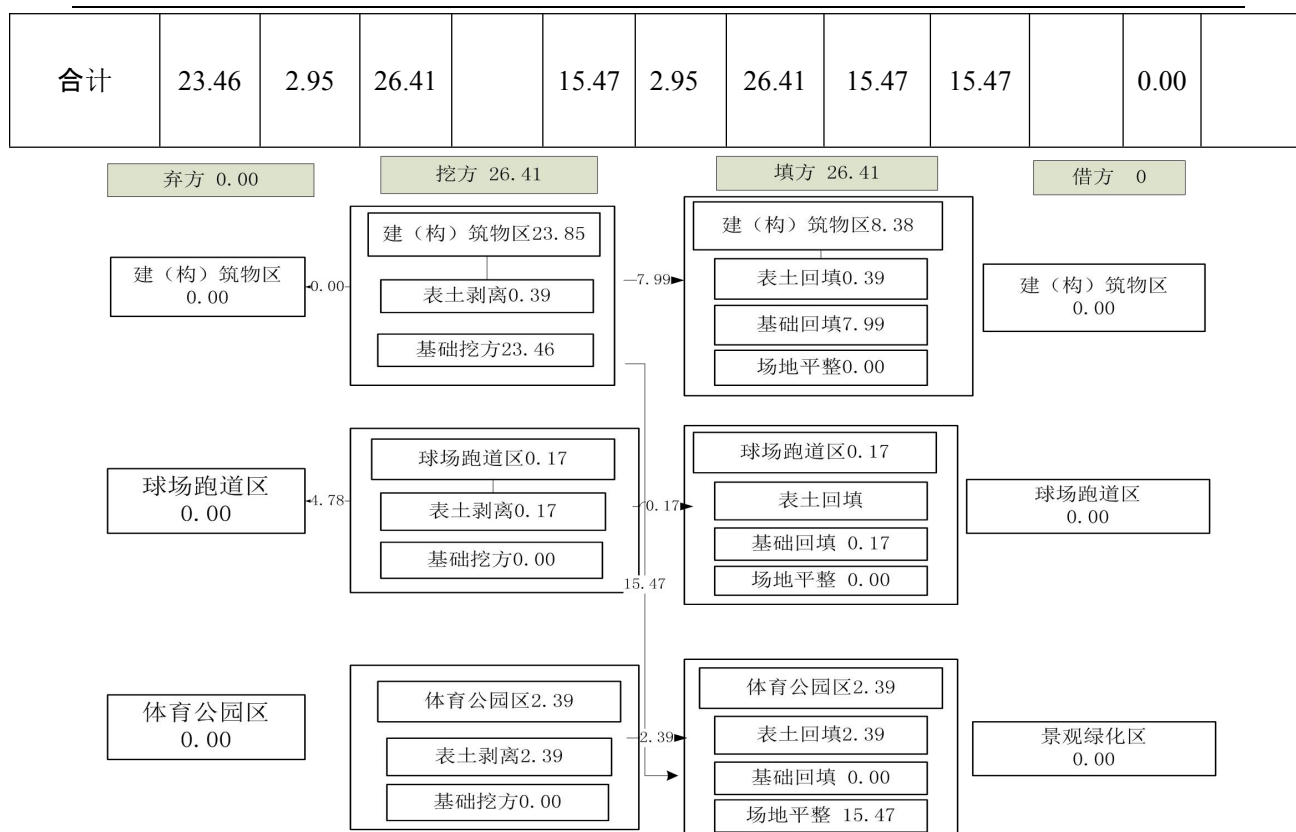 合计 23.46 2.95 26.41 15.47 2.95 26.41 15.47 15.47 0.00
弃方 0.00
挖方 26.41
填方 26.41
借方 0
建（构）筑物区
0.00
0.00
建（构）筑物区23.85
表土剥离0.39
基础挖方23.46
7.99
建（构）筑物区8.38
表土回填0.39
基础回填7.99
场地平整0.00
建（构）筑物区
0.00
球场跑道区
0.00
4.78
球场跑道区0.17
表土剥离0.17
基础挖方0.00
0.17
15.47
球场跑道区0.17
表土回填
基础回填 0.17
场地平整 0.00
球场跑道区
0.00
体育公园区
0.00
体育公园区2.39
表土剥离2.39
基础挖方0.00
2.39
体育公园区2.39
表土回填2.39
基础回填 0.00
场地平整 15.47
景观绿化区
0.00